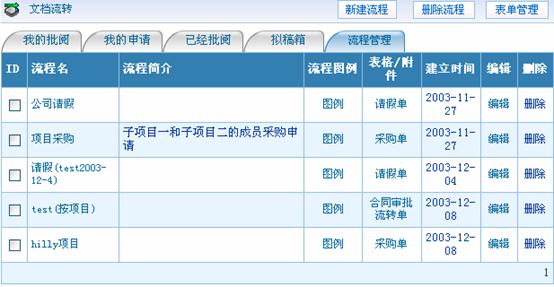 文档流转 新建流程 删除流程 表单管理
我的批阅 我的申请 已经批阅 拟稿箱 流程管理
ID 流程名 流程简介 流程图例 表格/附件 建立时间 编辑 删除
公司请假 图例 请假单 2003-11-27 编辑 删除
项目采购 子项目一和子项目二的成员采购申请 图例 采购单 2003-11-27 编辑 删除
请假(test2003-12-4) 图例 请假单 2003-12-04 编辑 删除
test(按项目) 图例 合同审批流转单 2003-12-08 编辑 删除
hilly项目 图例 采购单 2003-12-08 编辑 删除
1